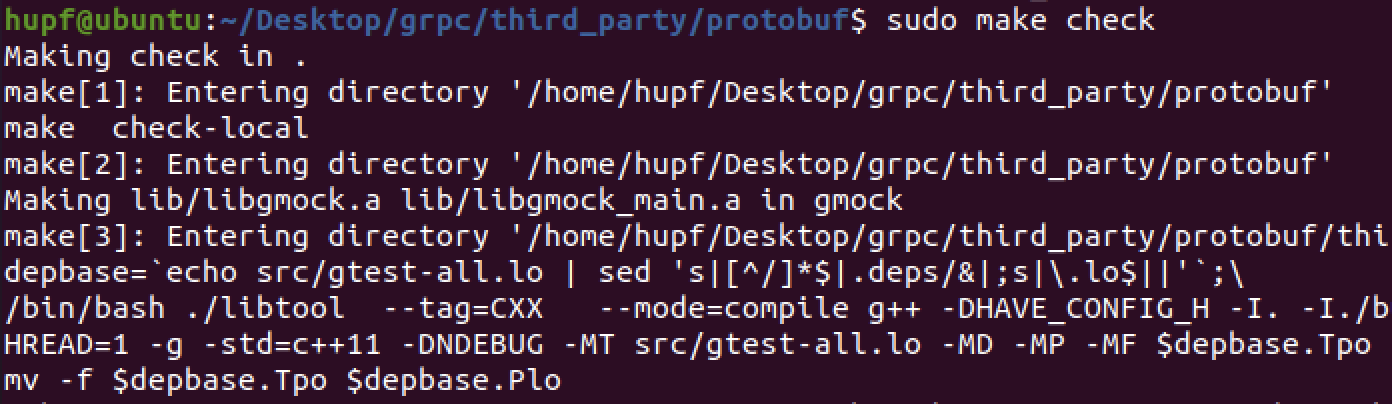 hupf@ubuntu:~/Desktop/grpc/third_party/protobuf$ sudo make check
Making check in .
make[1]: Entering directory '/home/hupf/Desktop/grpc/third_party/protobuf'
make  check-local
make[2]: Entering directory '/home/hupf/Desktop/grpc/third_party/protobuf'
Making lib/libgmock.a lib/libgmock_main.a in gmock
make[3]: Entering directory '/home/hupf/Desktop/grpc/third_party/protobuf/thi
depbase=`echo src/gtest-all.lo | sed 's|[^/]*$|.deps/&|;s|\.lo$||'`;\
/bin/bash ./libtool  --tag=CXX   --mode=compile g++ -DHAVE_CONFIG_H -I. -I./b
HREAD=1 -g -std=c++11 -DNDEBUG -MT src/gtest-all.lo -MD -MP -MF $depbase.Tpo
mv -f $depbase.Tpo $depbase.Plo